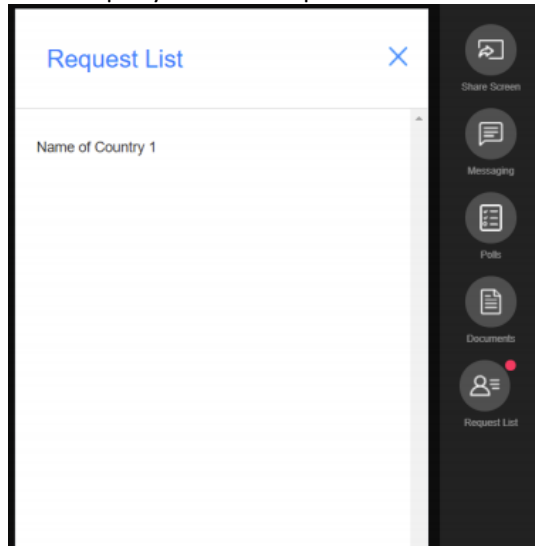 Request List
Name of Country 1
Share Screen
Messaging
Polls
Documents
Request List